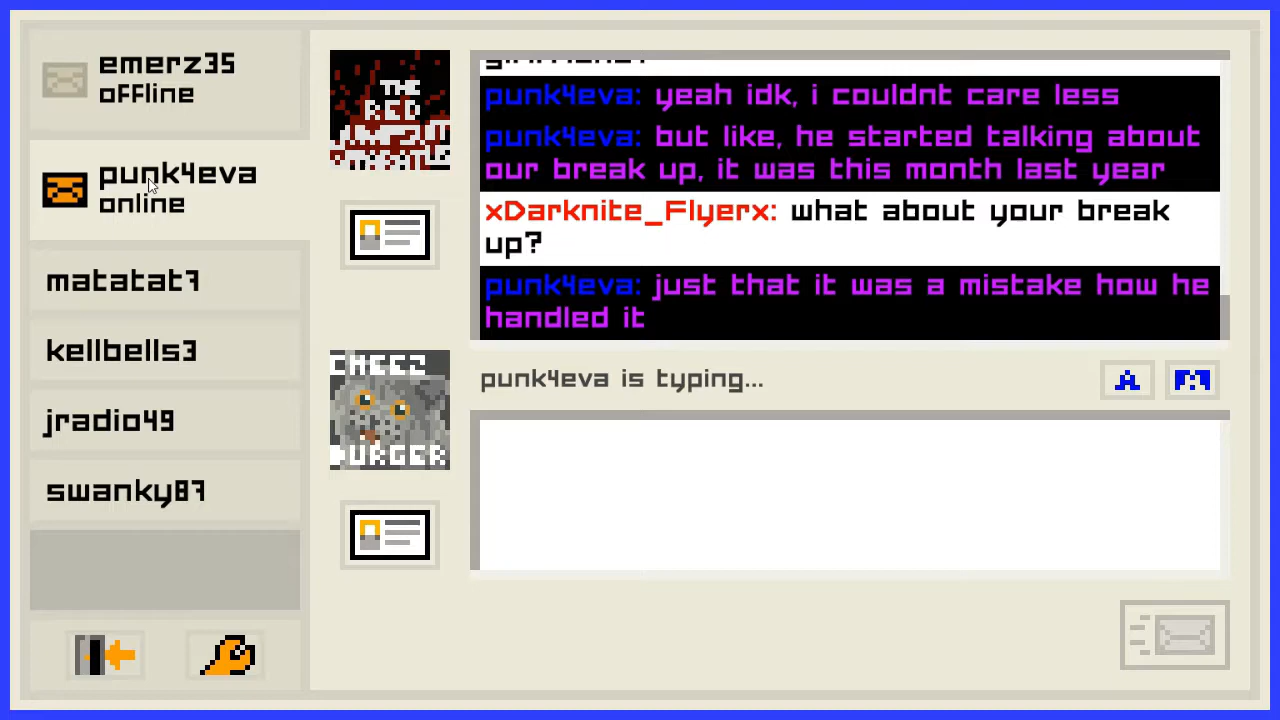 emerz35
offline
punk4eva
online
matatat7
kellbells3
jradio49
swanky87
THE
RED
punk4eva: yeah idk, i couldnt care less
punk4eva: but like, he started talking about
our break up, it was this month last year
xDarknite_Flyerx: what about your break
up?
punk4eva: just that it was a mistake how he
handled it
CHEEZ
BURGER
punk4eva is typing...
A